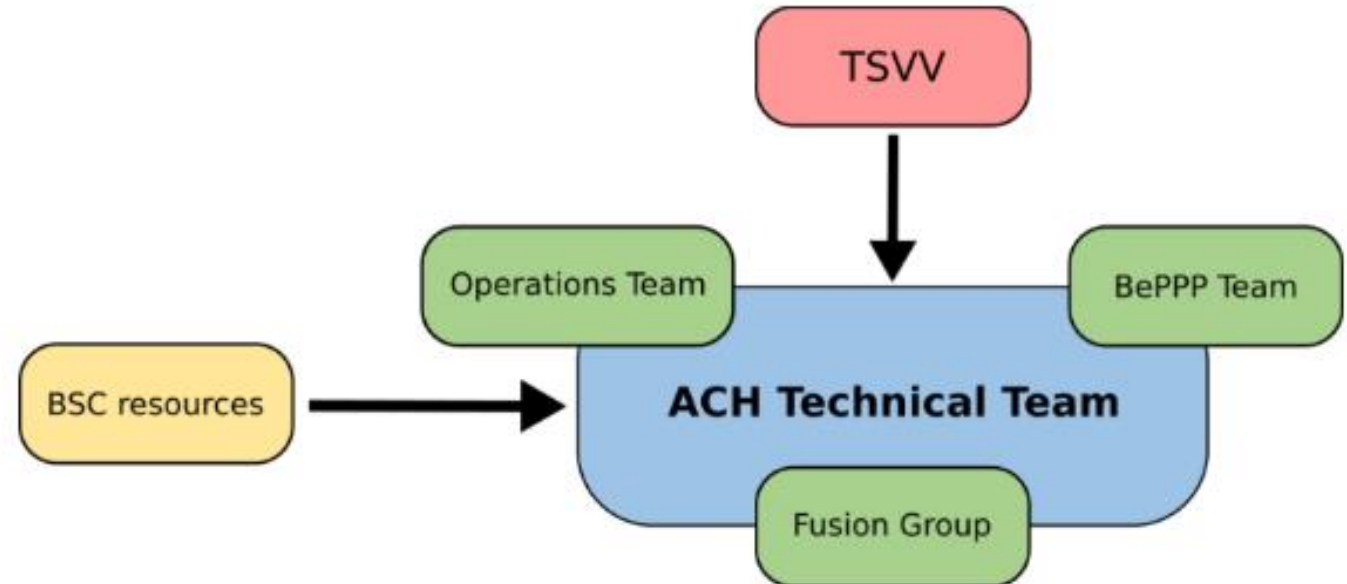 TSVV
Operations Team
BePPP Team
BSC resources
ACH Technical Team
Fusion Group